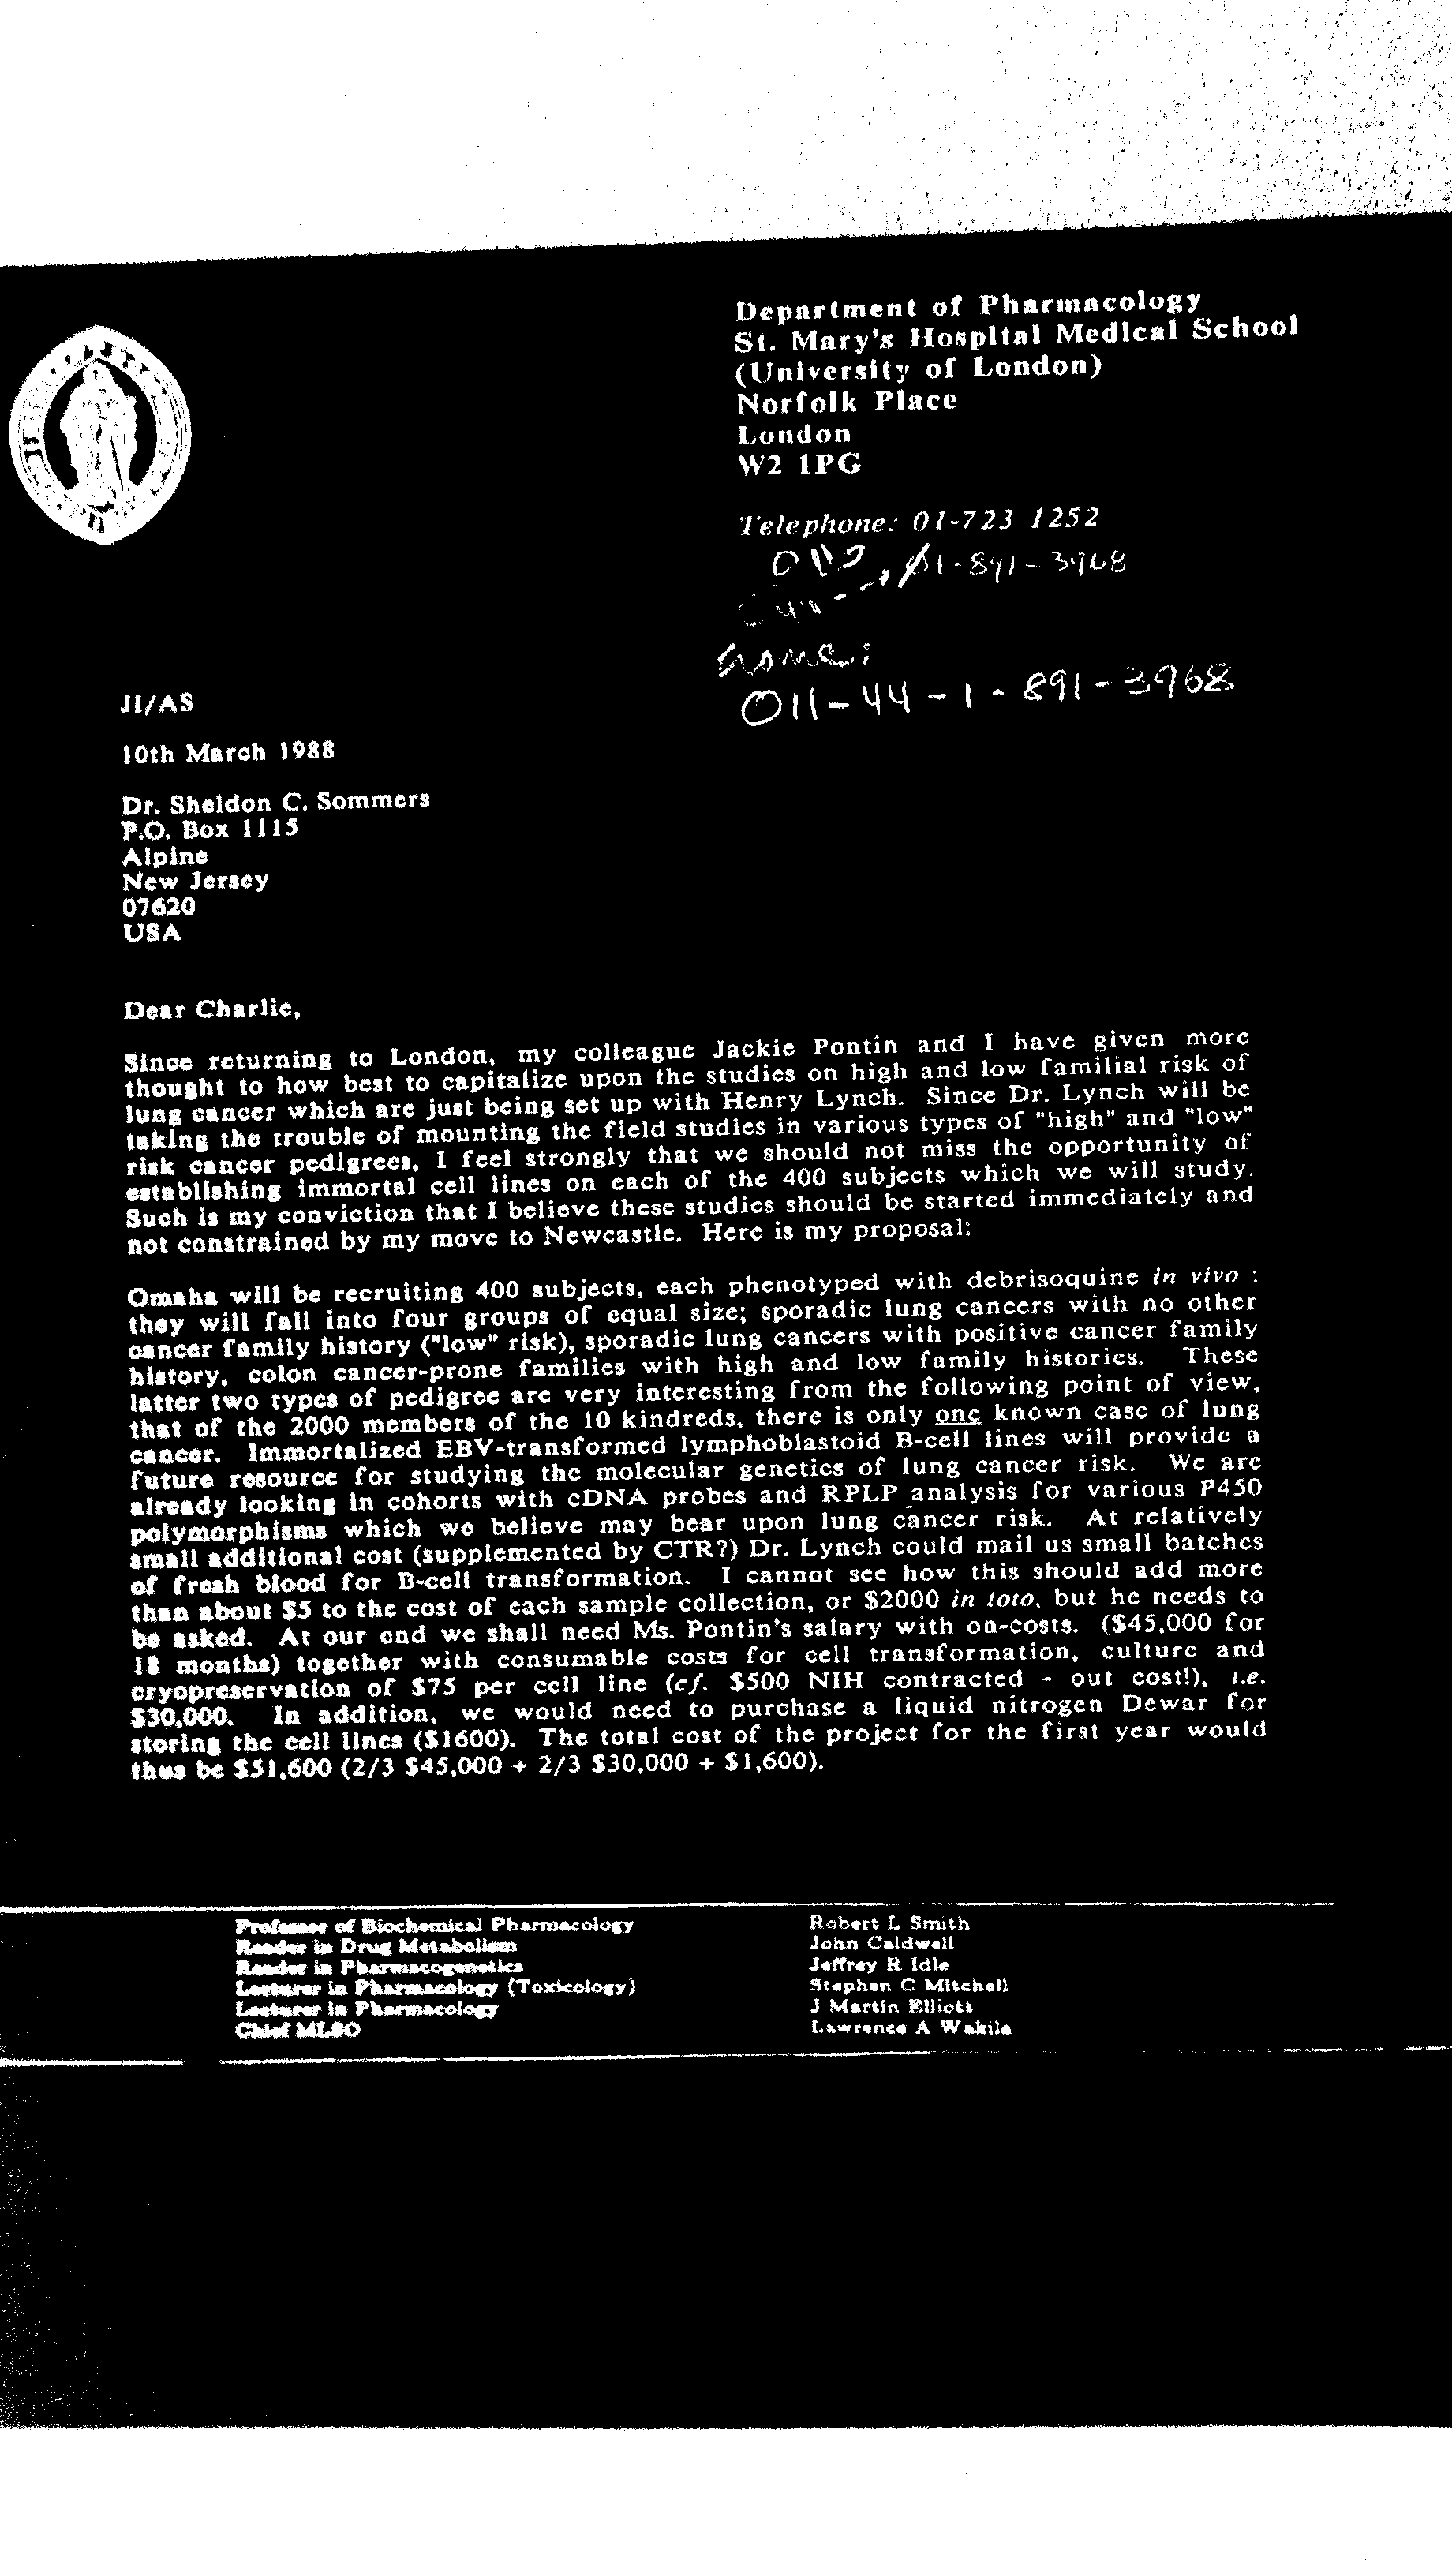 Department of Pharmacology
St. Mary's Hospital Medical School
(University of London)
Norfolk Place
London
W2 1PG
Telephone: 01-723 1252
011 01-891-3968
44
home:
011-44-1-891-3968
JI/AS
10th March 1988
Dr. Sheldon C. Sommers
P.O. Box 1115
Alpine
New Jersey
07620
USA
Dear Charlie,
Since returning to London, my colleague Jackie Pontin and I have given more
thought to how best to capitalize upon the studies on high and low familial risk of
lung cancer which are just being set up with Henry Lynch. Since Dr. Lynch will be
taking the trouble of mounting the field studies in various types of "high" and "low"
risk cancer pedigrees, I feel strongly that we should not miss the opportunity of
establishing immortal cell lines on each of the 400 subjects which we will study.
Such is my conviction that I believe these studies should be started immediately and
not constrained by my move to Newcastle. Here is my proposal:
Omaha will be recruiting 400 subjects, each phenotyped with debrisoquine in vivo :
they will fall into four groups of equal size; sporadic lung cancers with no other
cancer family history ("low" risk), sporadic lung cancers with positive cancer family
history, colon cancer-prone families with high and low family histories. These
latter two types of pedigree are very interesting from the following point of view,
that of the 2000 members of the 10 kindreds, there is only one known case of lung
cancer. Immortalized EBV-transformed lymphoblastoid B-cell lines will provide a
future resource for studying the molecular genetics of lung cancer risk. We are
already looking in cohorts with cDNA probes and RPLP analysis for various P450
polymorphisms which we believe may bear upon lung cancer risk. At relatively
small additional cost (supplemented by CTR?) Dr. Lynch could mail us small batches
of fresh blood for B-cell transformation. I cannot see how this should add more
than about $5 to the cost of each sample collection, or $2000 in toto, but he needs to
be asked. At our end we shall need Ms. Pontin's salary with on-costs. ($45,000 for
18 months) together with consumable costs for cell transformation, culture and
cryopreservation of $75 per cell line (cf. $500 NIH contracted - out cost!), i.e.
$30,000. In addition, we would need to purchase a liquid nitrogen Dewar for
storing the cell lines ($1600). The total cost of the project for the first year would
thus be $51,600 (2/3 $45,000 + 2/3 $30,000 + $1,600).
Professor of Biochemical Pharmacology Robert L Smith
Reader in Drug Metabolism John Caldwell
Reader in Pharmacogenetics Jeffrey R Idle
Lecturer in Pharmacology (Toxicology) Stephen C Mitchell
Lecturer in Pharmacology J Martin Elliott
Chief MLSO Lawrence A Wakile